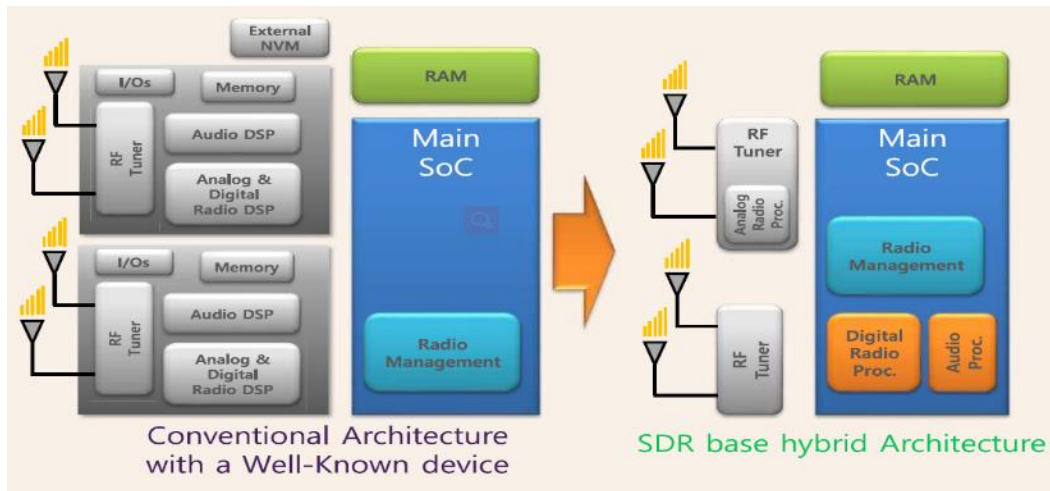 External
NVM
I/Os
Memory
RF
Tuner
Audio DSP
Analog &
Digital
Radio DSP
I/Os
Memory
RF
Tuner
Audio DSP
Analog &
Digital
Radio DSP
RAM
Main
SoC
Radio
Management
Conventional Architecture
with a Well-Known device
RF
Tuner
Analog
Radio
Proc.
RF
Tuner
RAM
Main
SoC
Radio
Management
Digital
Radio
Proc.
Audio
Proc.
SDR base hybrid Architecture